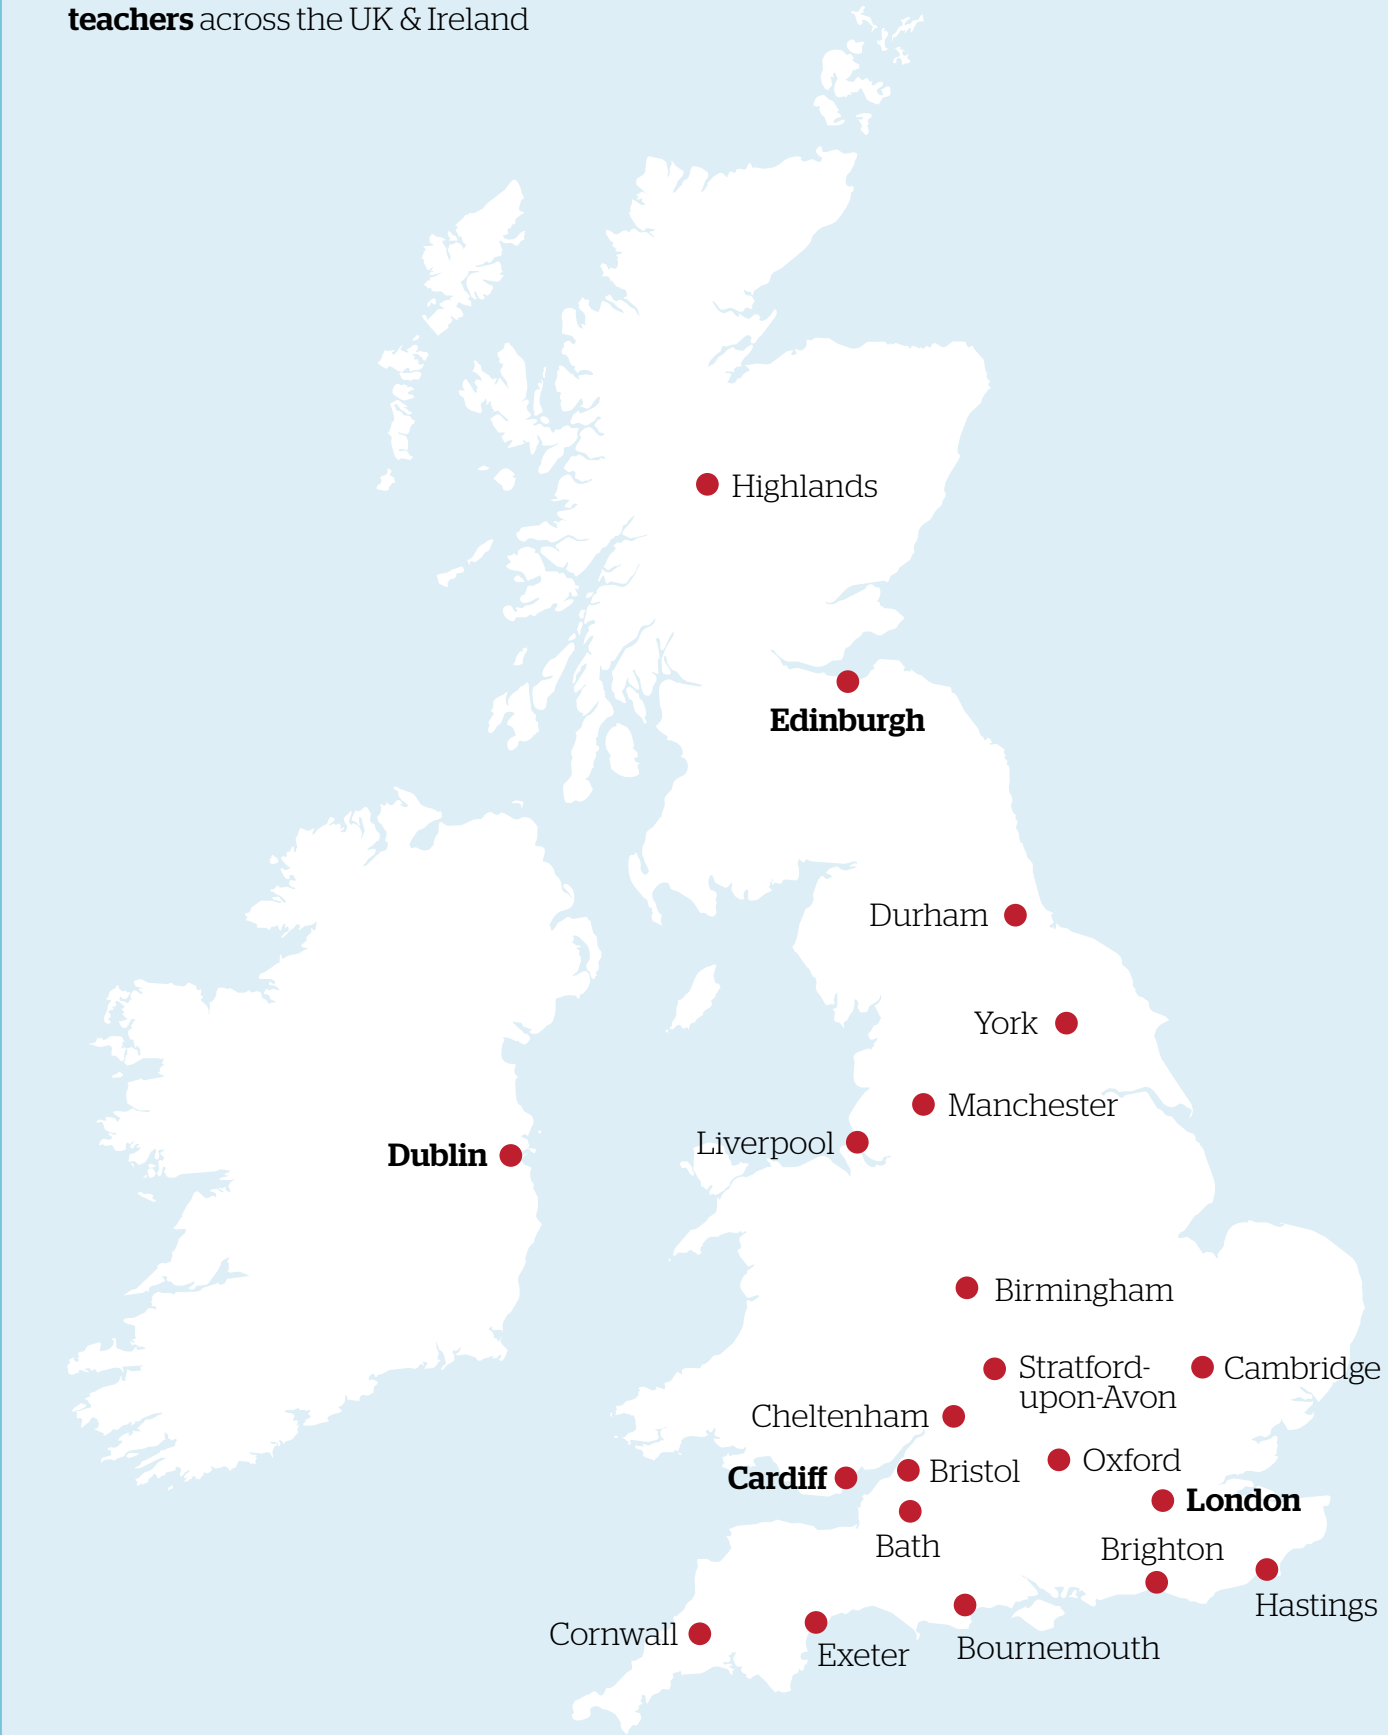 teachers across the UK & Ireland
Highlands
Edinburgh
Durham
York
Manchester
Liverpool
Dublin
Birmingham
Stratford-
upon-Avon
Cambridge
Cheltenham
Oxford
Bristol
Cardiff
London
Bath
Brighton
Hastings
Cornwall
Exeter
Bournemouth